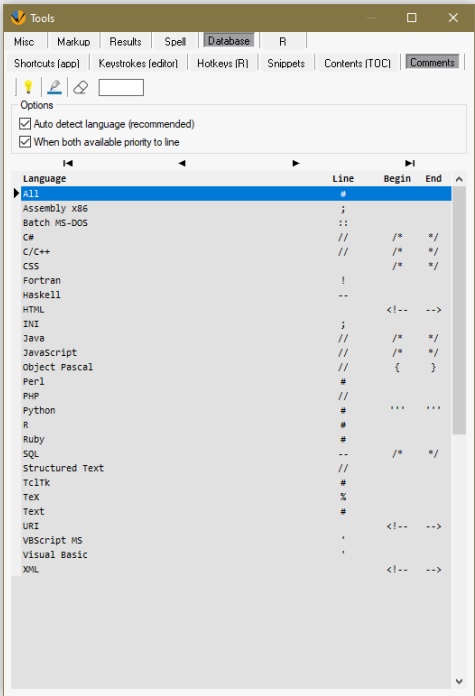 Tools
Misc Markup Results Spell Database R
Shortcuts (app) Keystrokes (editor) Hotkeys (R) Snippets Contents (TOC) Comments
Options
Auto detect language (recommended)
When both available priority to line
Language Line Begin End
All #
Assembly x86 ;
Batch MS-DOS ::
C# // /* */
C/C++ // /* */
CSS /* */
Fortran !
Haskell --
HTML <!-- -->
INI ;
Java // /* */
JavaScript // /* */
Object Pascal // { }
Perl #
PHP //
Python # ''' '''
R #
Ruby #
SQL -- /* */
Structured Text //
TclTk #
TeX %
Text #
URI <!-- -->
VBScript MS '
Visual Basic '
XML <!-- -->